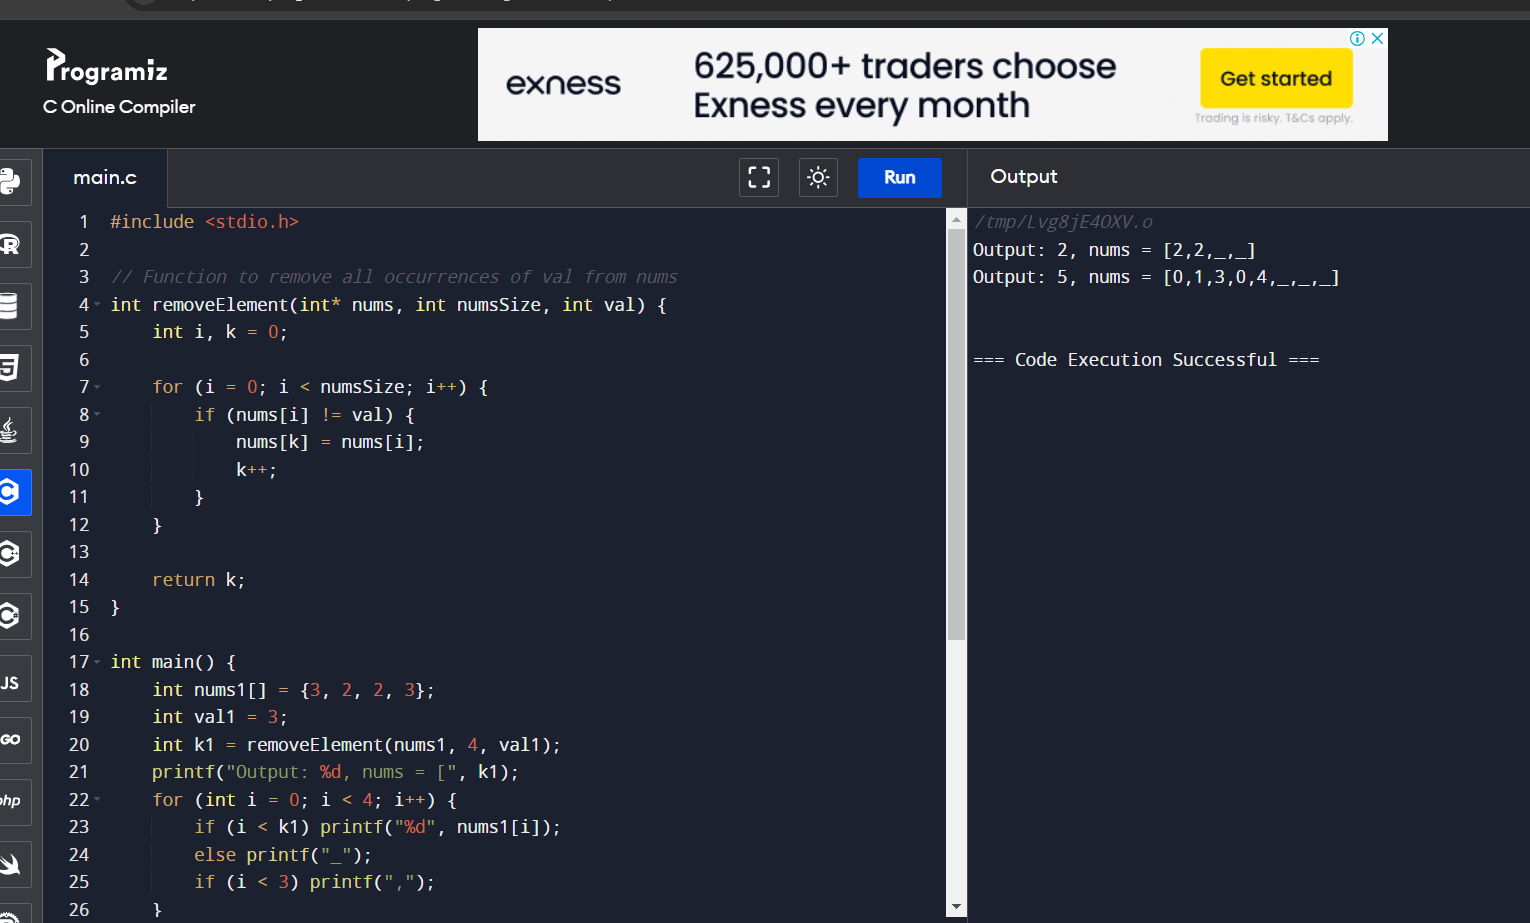 Programiz
C Online Compiler
exness
625,000+ traders choose
Exness every month
Get started
Trading is risky. T&Cs apply.
main.c
Run
Output
1 #include <stdio.h>
2
3 // Function to remove all occurrences of val from nums
4 int removeElement(int* nums, int numsSize, int val) {
5 int i, k = 0;
6
7 for (i = 0; i < numsSize; i++) {
8 if (nums[i] != val) {
9 nums[k] = nums[i];
10 k++;
11 }
12 }
13
14 return k;
15 }
16
17 int main() {
18 int nums1[] = {3, 2, 2, 3};
19 int val1 = 3;
20 int k1 = removeElement(nums1, 4, val1);
21 printf("Output: %d, nums = [", k1);
22 for (int i = 0; i < 4; i++) {
23 if (i < k1) printf("%d", nums1[i]);
24 else printf("_");
25 if (i < 3) printf(",");
26 }
/tmp/Lvg8jE4OXV.o
Output: 2, nums = [2,2,_,_]
Output: 5, nums = [0,1,3,0,4,_,_,_]
=== Code Execution Successful ===
R
C
C
C
JS
GO
php